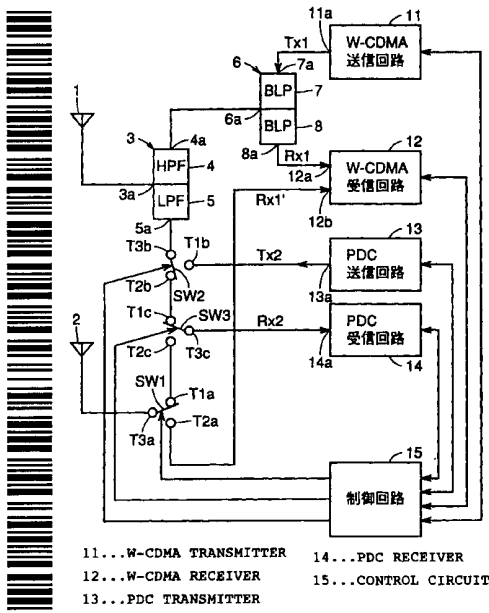 11a
11
Tx1
W-CDMA
送信回路
6
7a
1
BLP
7
6a
BLP
8
3
4a
8a
Rx1
12
HPF
4
12a
W-CDMA
受信回路
3a
LPF
5
Rx1'
12b
5a
T3b
T1b
Tx2
13
PDC
送信回路
T2b
SW2
13a
T1c
SW3
2
Rx2
PDC
受信回路
T2c
T3c
14a
14
SW1
T1a
T3a
T2a
15
制御回路
11...W-CDMA TRANSMITTER
12...W-CDMA RECEIVER
13...PDC TRANSMITTER
14...PDC RECEIVER
15...CONTROL CIRCUIT